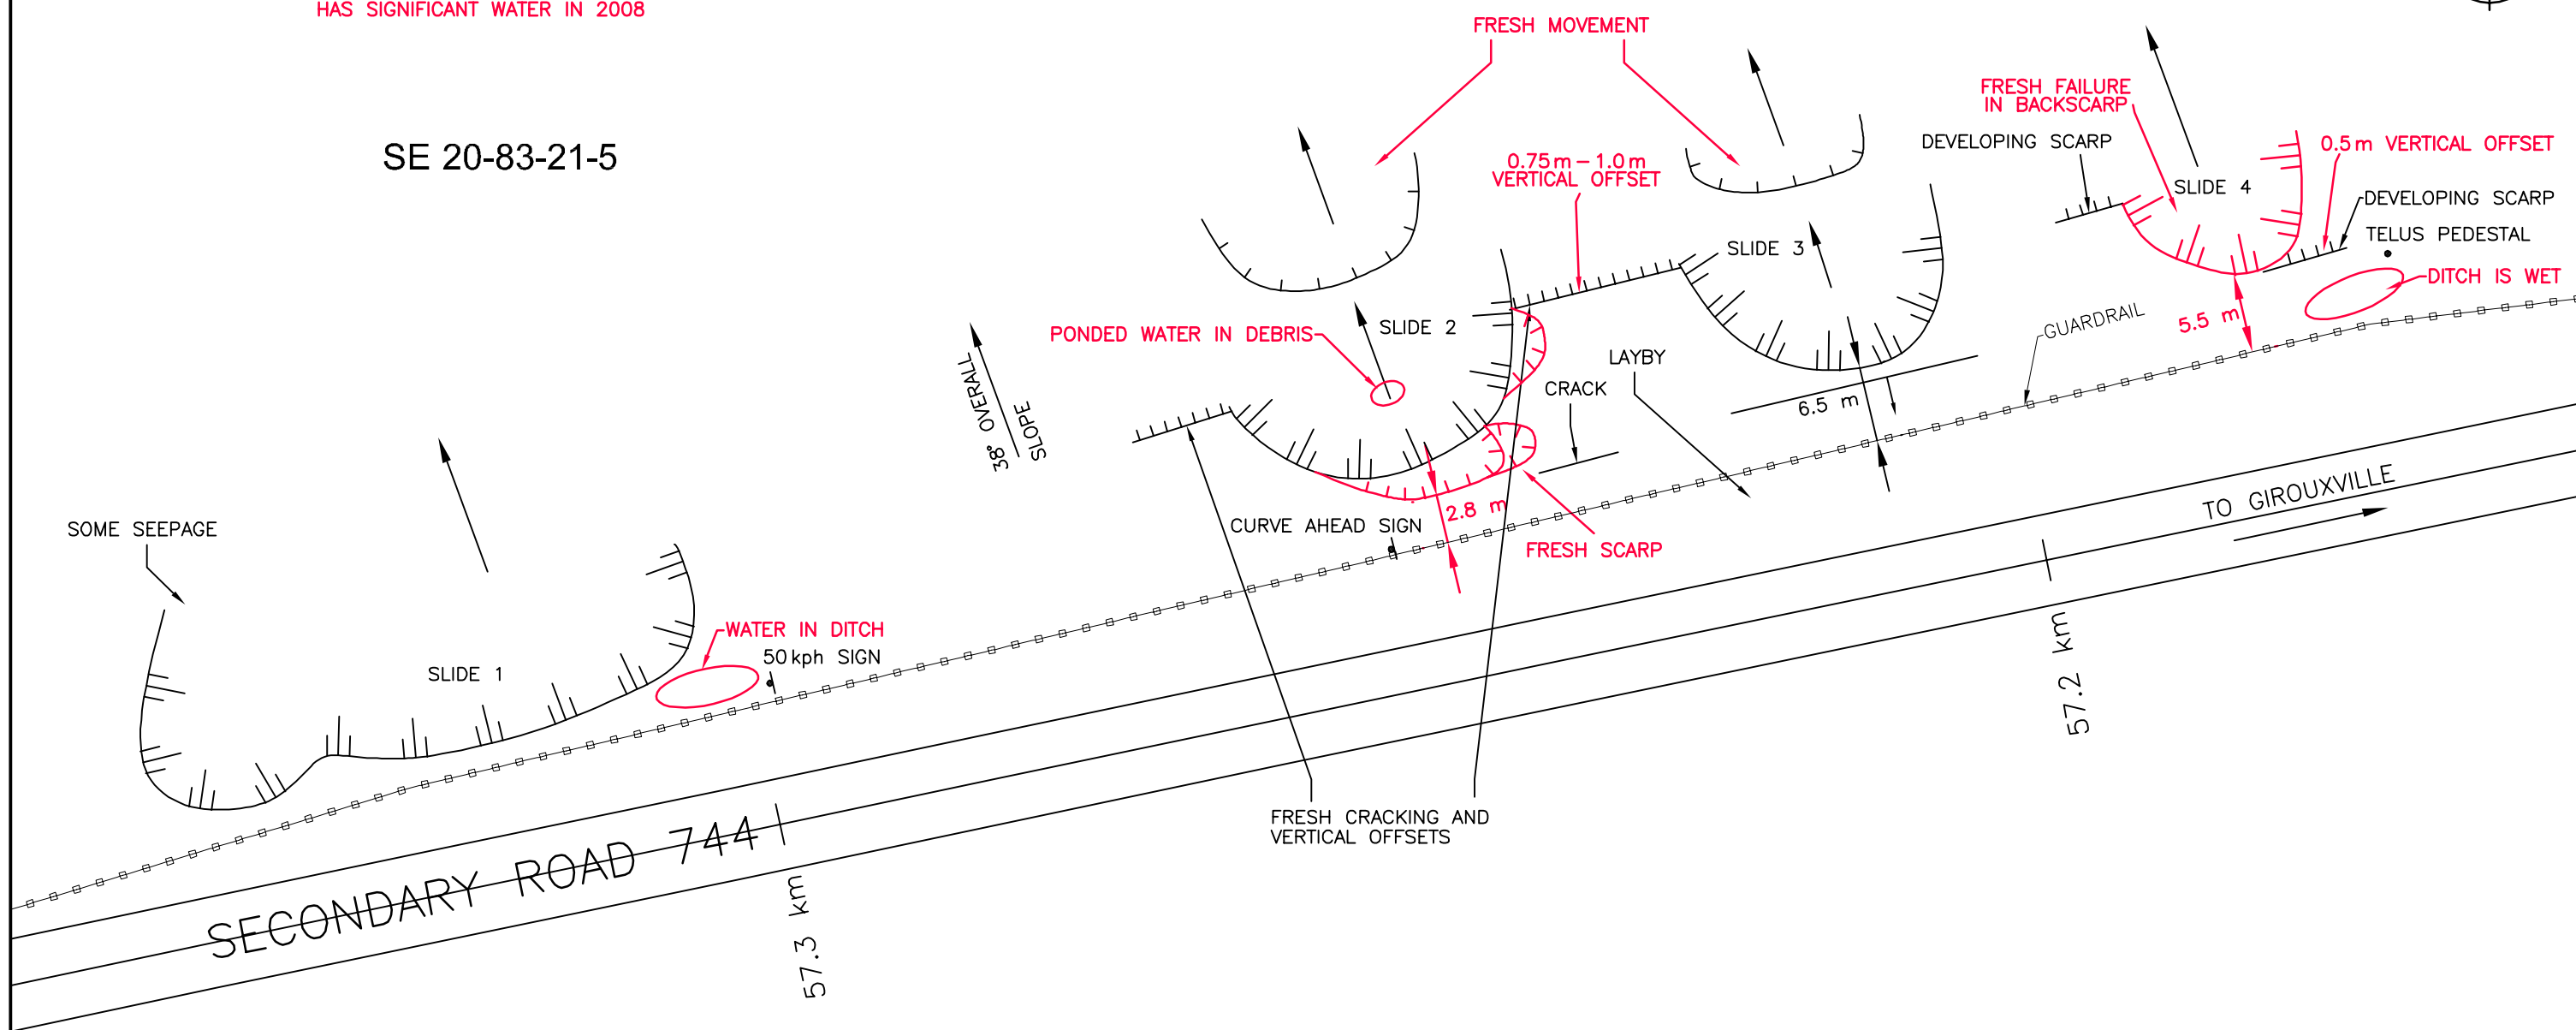 HAS SIGNIFICANT WATER IN 2008
FRESH MOVEMENT
SE 20-83-21-5
FRESH FAILURE
IN BACKSCARP
DEVELOPING SCARP
0.5 m VERTICAL OFFSET
0.75 m - 1.0 m
VERTICAL OFFSET
SLIDE 4
DEVELOPING SCARP
TELUS PEDESTAL
SLIDE 3
DITCH IS WET
PONDED WATER IN DEBRIS
SLIDE 2
GUARDRAIL
5.5 m
LAYBY
CRACK
38° OVERALL
SLOPE
6.5 m
TO GIROUXVILLE
SOME SEEPAGE
CURVE AHEAD SIGN
2.8 m
FRESH SCARP
WATER IN DITCH
50 kph SIGN
SLIDE 1
57.2 km
FRESH CRACKING AND
VERTICAL OFFSETS
SECONDARY ROAD 744
57.3 km